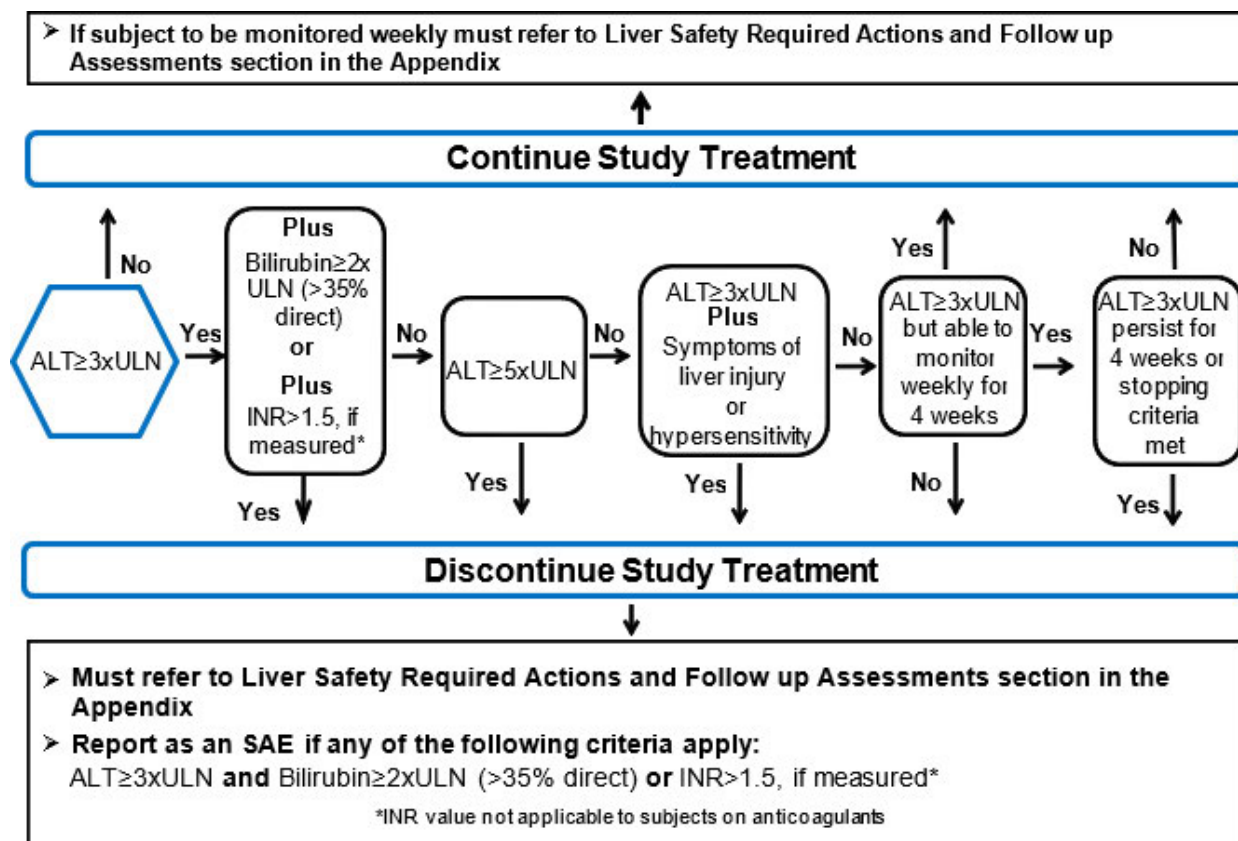 ➢ If subject to be monitored weekly must refer to Liver Safety Required Actions and Follow up
Assessments section in the Appendix
Continue Study Treatment
No
ALT≥3xULN
Yes
Plus
Bilirubin≥2x
ULN (>35%
direct)
or
Plus
INR>1.5, if
measured*
Yes
No
ALT≥5xULN
Yes
No
ALT≥3xULN
Plus
Symptoms of
liver injury
or
hypersensitivity
Yes
No
Yes
ALT≥3xULN
but able to
monitor
weekly for
4 weeks
No
Yes
No
ALT≥3xULN
persist for
4 weeks or
stopping
criteria
met
Yes
Discontinue Study Treatment
➢ Must refer to Liver Safety Required Actions and Follow up Assessments section in the
Appendix
➢ Report as an SAE if any of the following criteria apply:
ALT≥3xULN and Bilirubin≥2xULN (>35% direct) or INR>1.5, if measured*
*INR value not applicable to subjects on anticoagulants